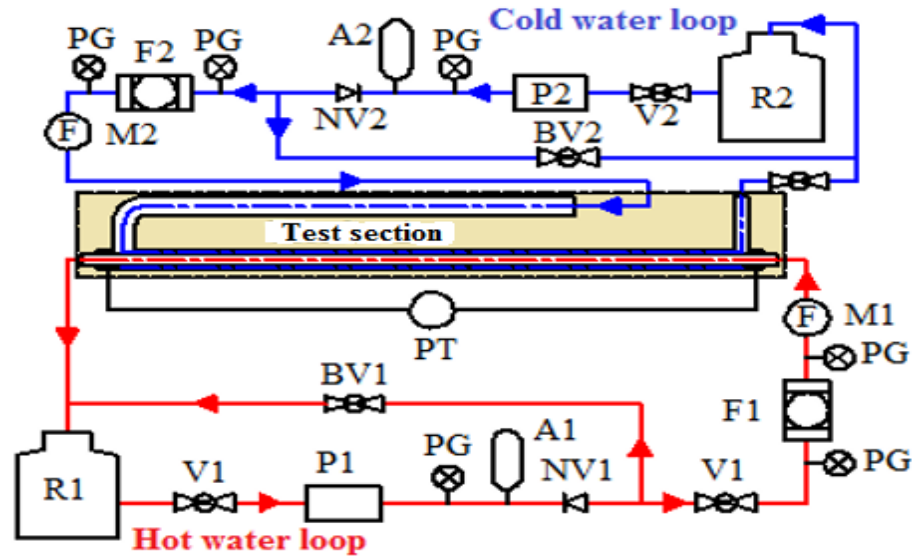 Cold water loop
PG
F2
PG
A2
PG
P2
V2
R2
NV2
BV2
F
M2
Test section
PT
F
M1
PG
F1
PG
BV1
R1
V1
P1
PG
A1
NV1
V1
Hot water loop